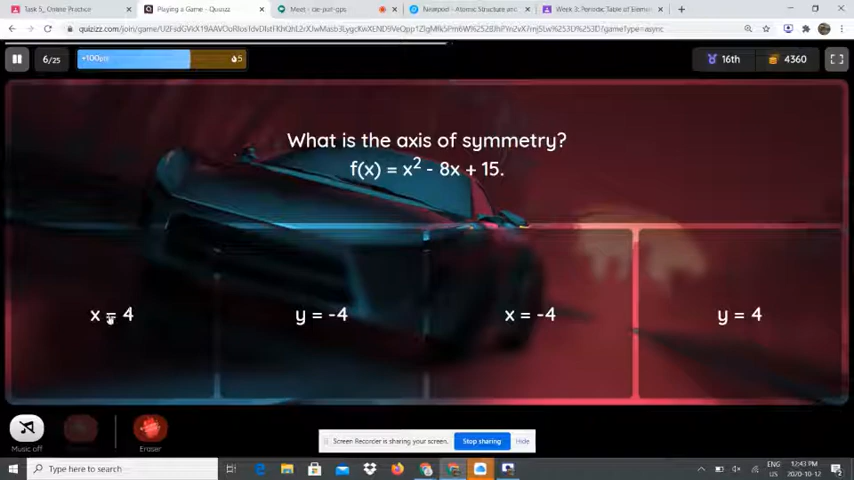 Task 5_ Online Practice
Playing a Game - Quizizz
Meet - 
Nearpod - Atomic Structure and
Week 3: Periodic Table of Elem
6/25
+100pts
5
16th
4360
What is the axis of symmetry?
f(x) = x² - 8x + 15.
x = 4
y = -4
x = -4
y = 4
Music off
Eraser
Screen Recorder is sharing your screen.
Stop sharing
Hide
Type here to search
ENG
US
12:43 PM
2020-10-12
2